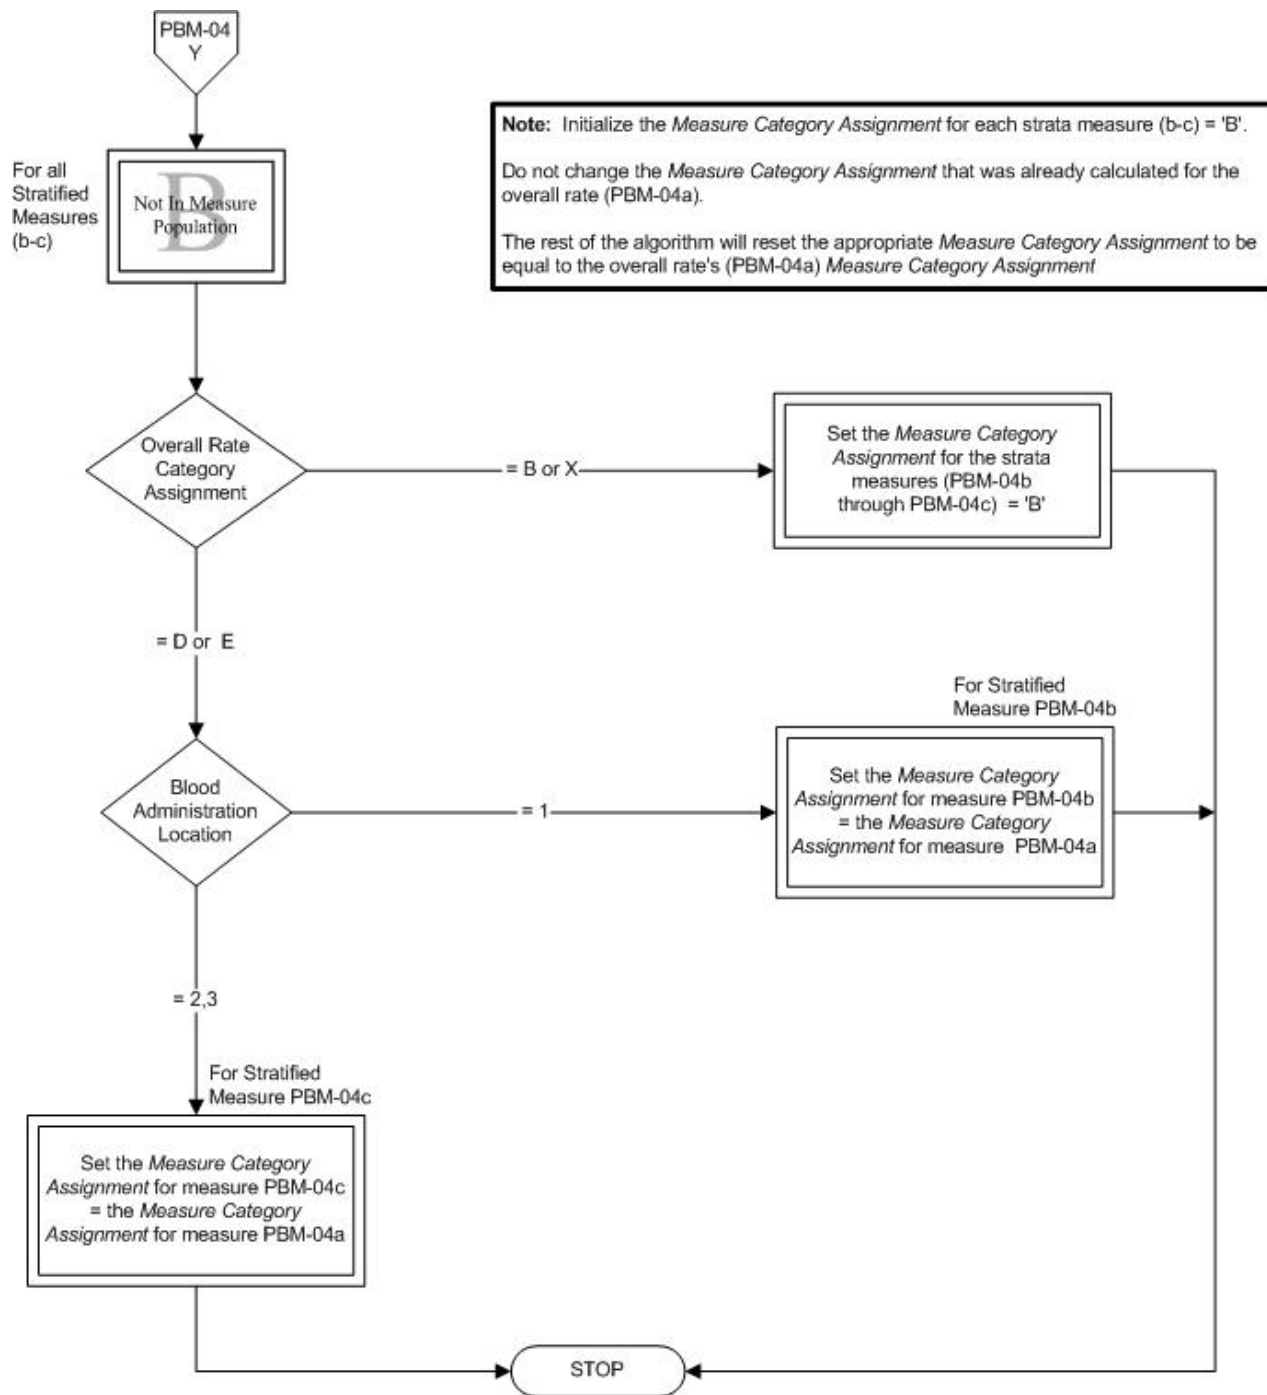 PBM-04
Y
Note: Initialize the Measure Category Assignment for each strata measure (b-c) = 'B'.
Do not change the Measure Category Assignment that was already calculated for the
overall rate (PBM-04a).
The rest of the algorithm will reset the appropriate Measure Category Assignment to be
equal to the overall rate's (PBM-04a) Measure Category Assignment
For all
Stratified
Measures
(b-c)
B
Not In Measure
Population
Overall Rate
Category
Assignment
= B or X
Set the Measure Category
Assignment for the strata
measures (PBM-04b
through PBM-04c) = 'B'
= D or E
For Stratified
Measure PBM-04b
Blood
Administration
Location
= 1
Set the Measure Category
Assignment for measure PBM-04b
= the Measure Category
Assignment for measure PBM-04a
= 2,3
For Stratified
Measure PBM-04c
Set the Measure Category
Assignment for measure PBM-04c
= the Measure Category
Assignment for measure PBM-04a
STOP